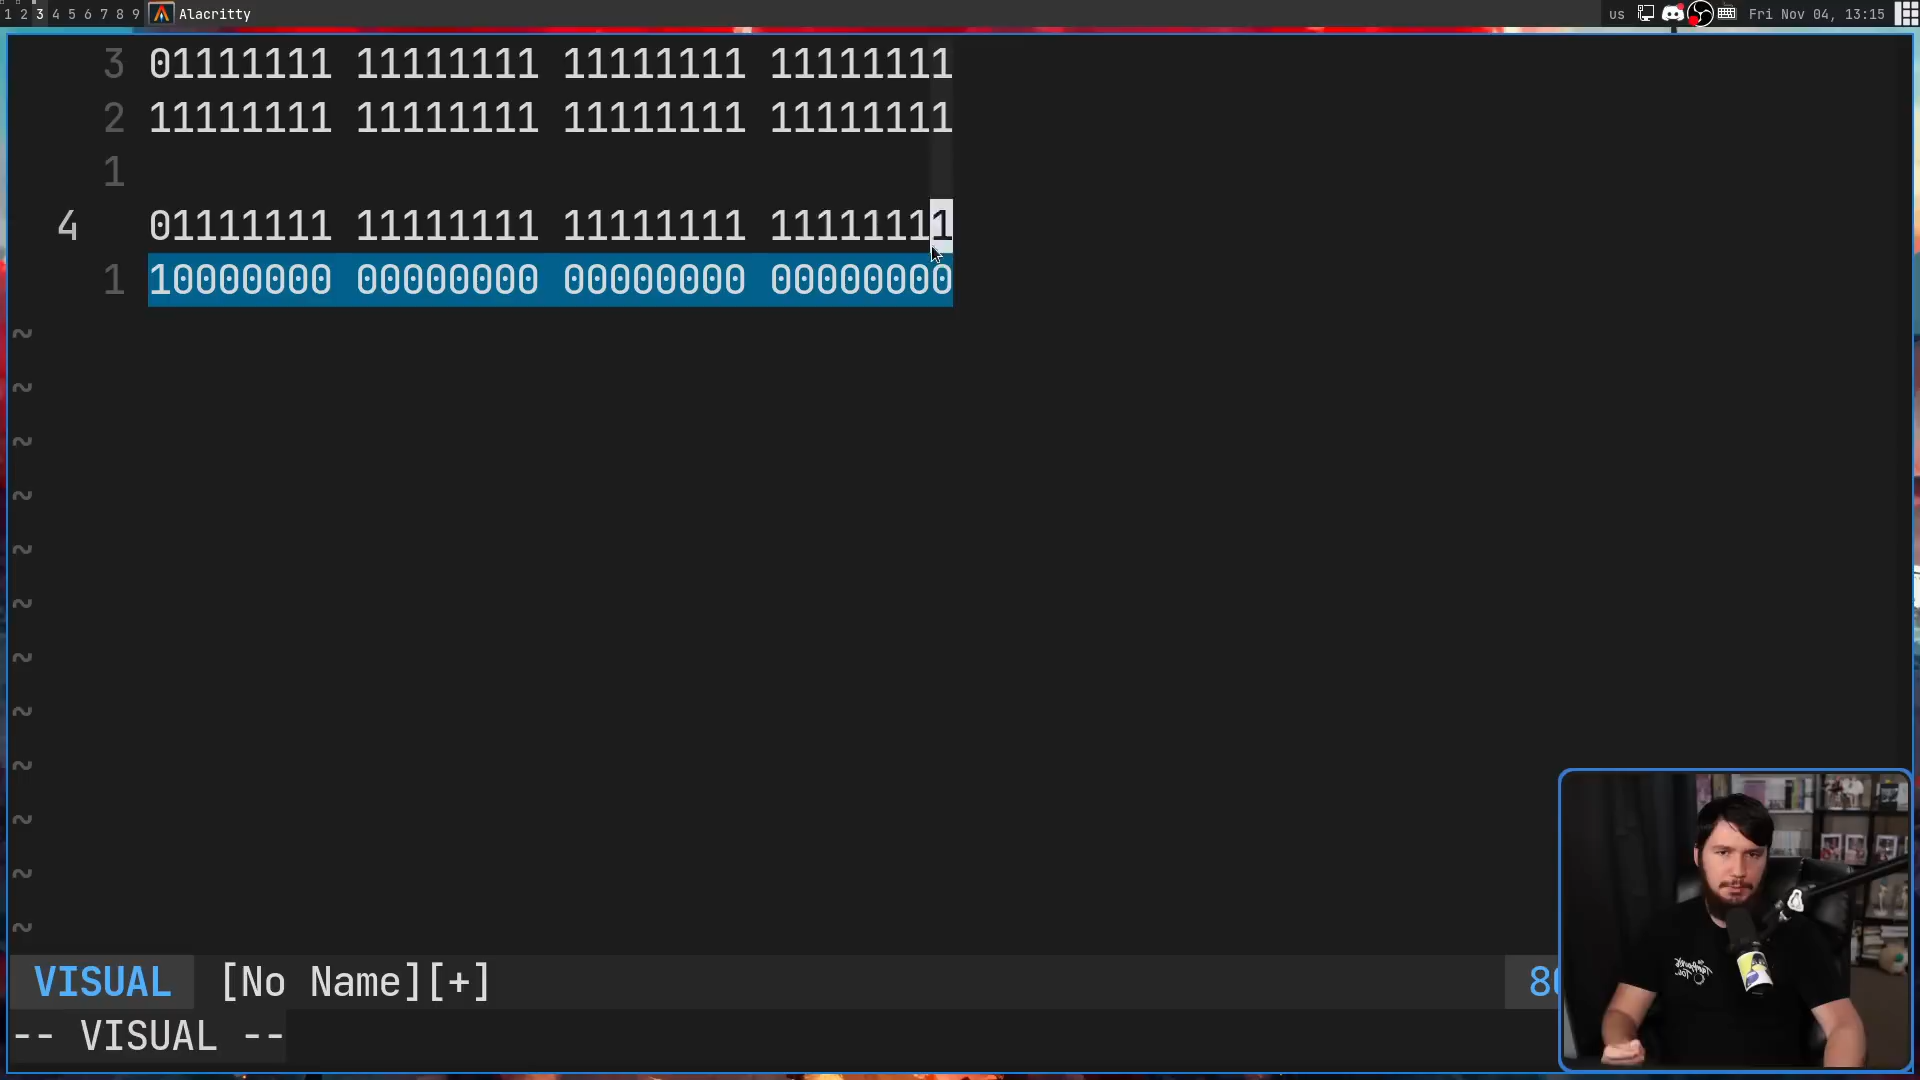 1 2 3 4 5 6 7 8 9 Alacritty us Fri Nov 04, 13:15
3 01111111 11111111 11111111 11111111
2 11111111 11111111 11111111 11111111
1
4 01111111 11111111 11111111 11111111
1 10000000 00000000 00000000 00000000
~
~
~
~
~
~
~
~
~
~
~
~
VISUAL [No Name][+]
-- VISUAL --